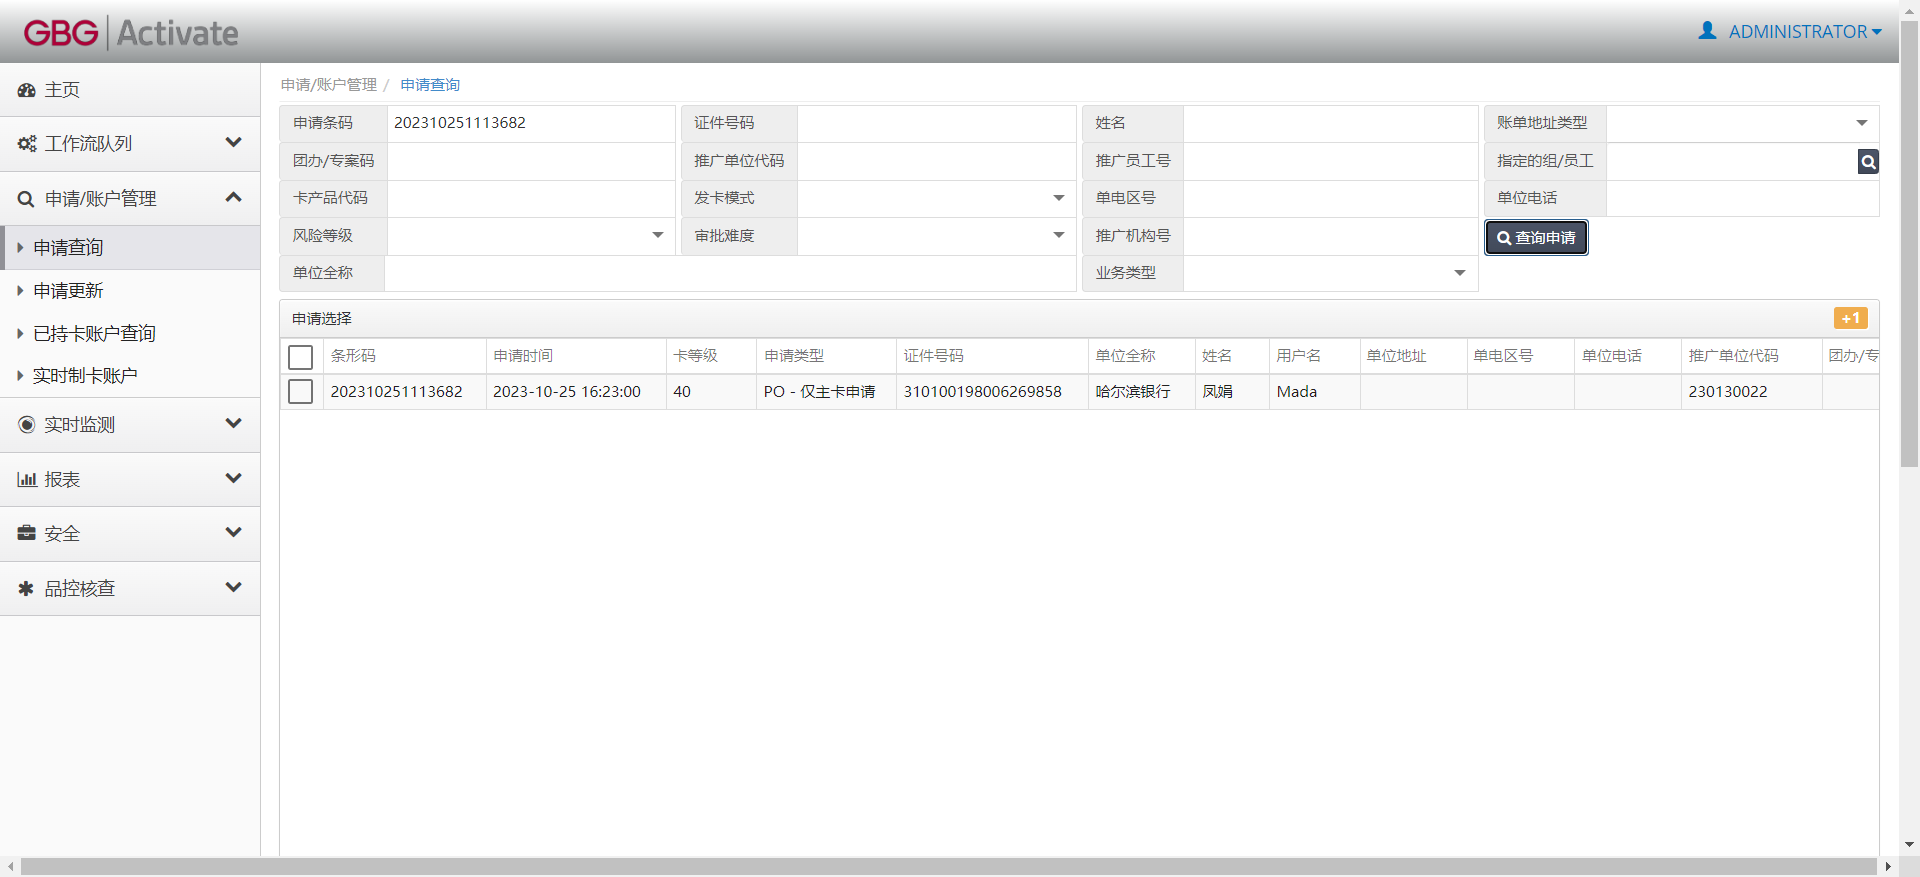 GBG Activate
ADMINISTRATOR
主页
工作流队列
申请/账户管理
申请查询
申请更新
已持卡账户查询
实时制卡账户
实时监测
报表
安全
品控核查
申请/账户管理 / 申请查询
申请条码 202310251113682 证件号码 姓名 账单地址类型
团办/专案码 推广单位代码 推广员工号 指定的组/员工
卡产品代码 发卡模式 单电区号 单位电话
风险等级 审批难度 推广机构号 查询申请
单位全称 业务类型
申请选择 +1
条形码 申请时间 卡等级 申请类型 证件号码 单位全称 姓名 用户名 单位地址 单电区号 单位电话 推广单位代码 团办/专
202310251113682 2023-10-25 16:23:00 40 PO - 仅主卡申请 310100198006269858 哈尔滨银行 凤娟 Mada 230130022